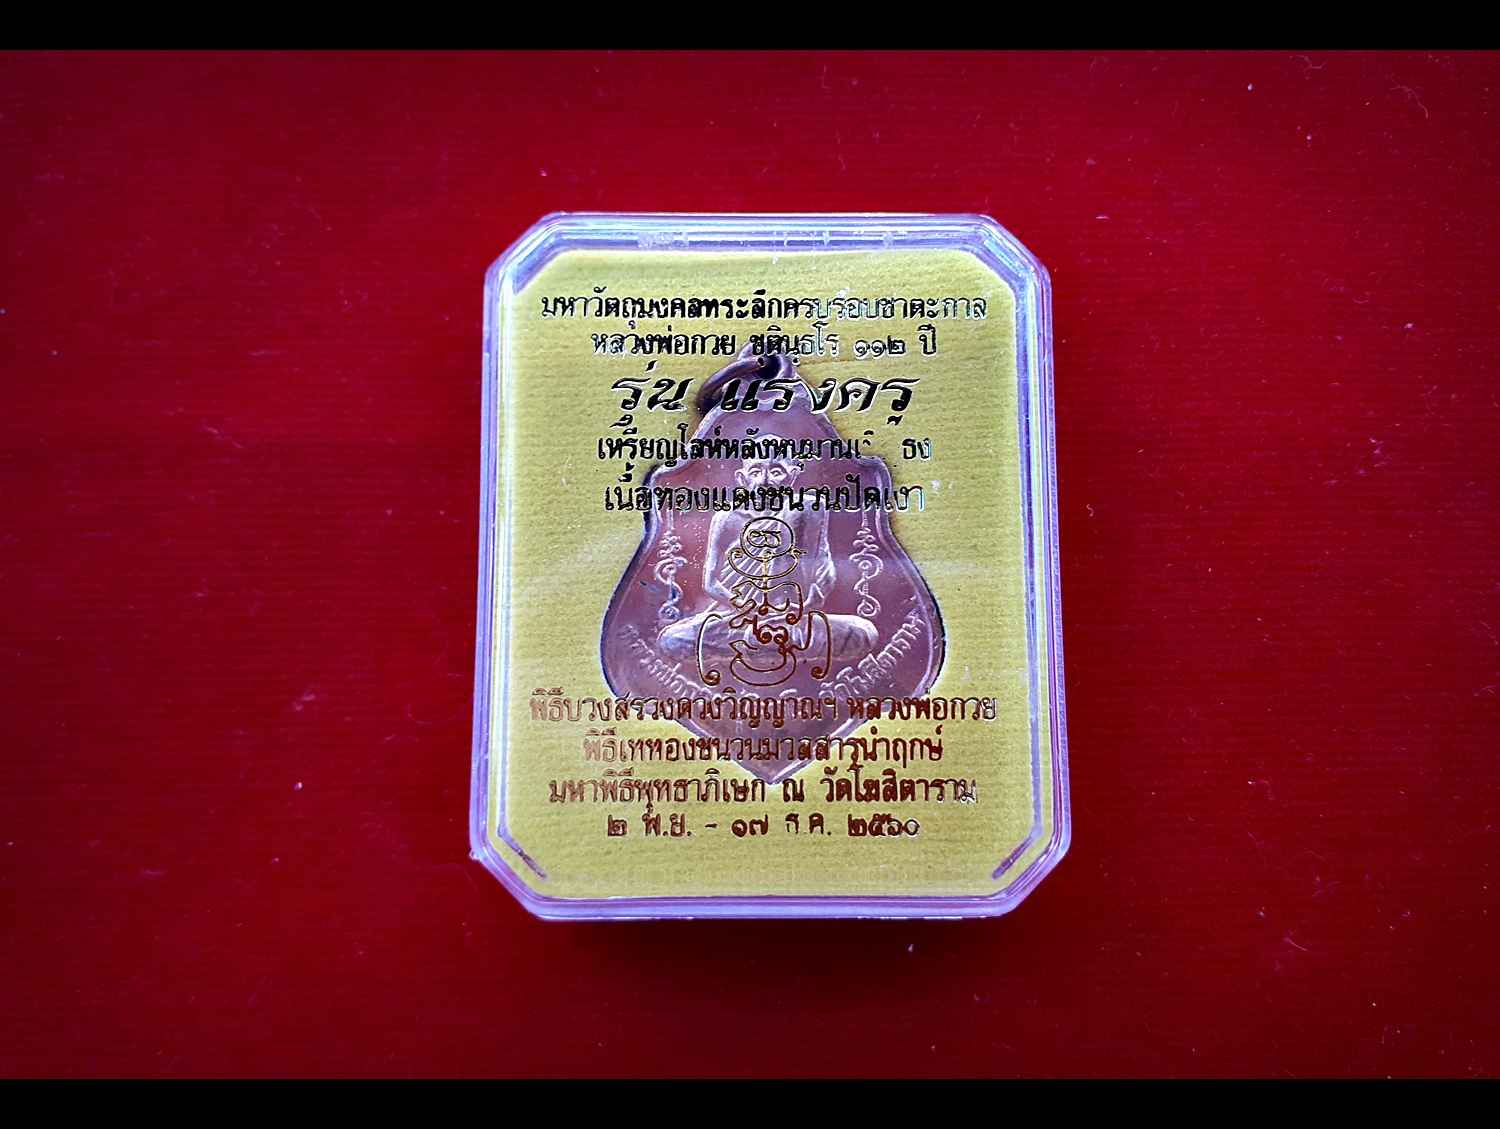 มหาวัตถุมงคลทระลึกครบรอบชาตะกาล
หลวงพ่อกวย ชุตินฺธโร ๑๑๒ ปี
รุ่น แรงครู
เหรียญโล่ห์หลังหนุมาน
เนื้อทองแดงชนวนปัดเงา
พิธีบวงสรวงดวงวิญญาณฯ หลวงพ่อกวย
พิธีเททองชนวนมวลสารนำฤกษ์
มหาพิธีพุทธาภิเษก ณ วัดโฆสิตาราม
๒ พ.ย. - ๑๗ ธ.ค. ๒๕๖๐